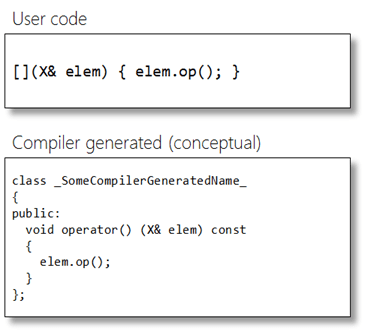 User code
[](X& elem) { elem.op(); }
Compiler generated (conceptual)
class _SomeCompilerGeneratedName_
{
public:
  void operator() (X& elem) const
  {
    elem.op();
  }
};